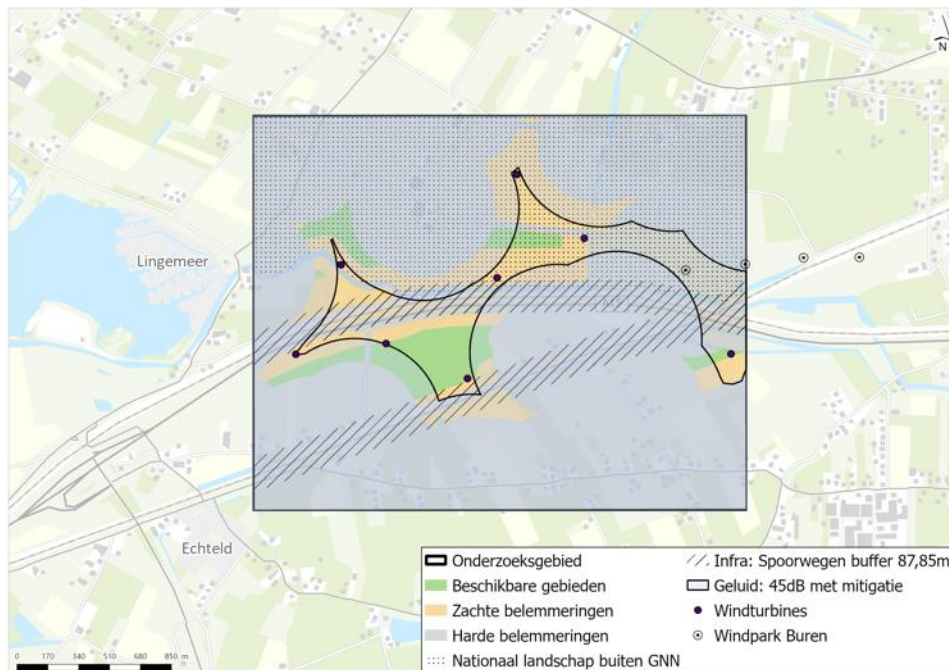 N
Lingemeer
Echteld
Onderzoeksgebied
Beschikbare gebieden
Zachte belemmeringen
Harde belemmeringen
Nationaal landschap buiten GNN
Infra: Spoorwegen buffer 87,85m
Geluid: 45dB met mitigatie
Windturbines
Windpark Buren
0 170 340 510 680 850 m